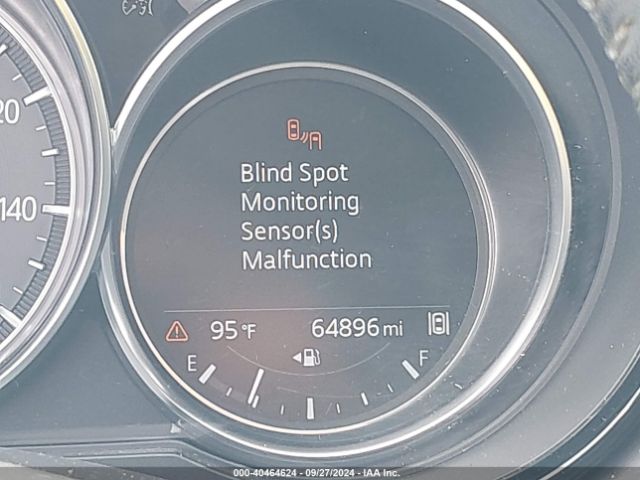 20
140
Blind Spot
Monitoring
Sensor(s)
Malfunction
95°F 64896 mi
E F
000-40464624 / 09/27/2024 - IAA Inc.